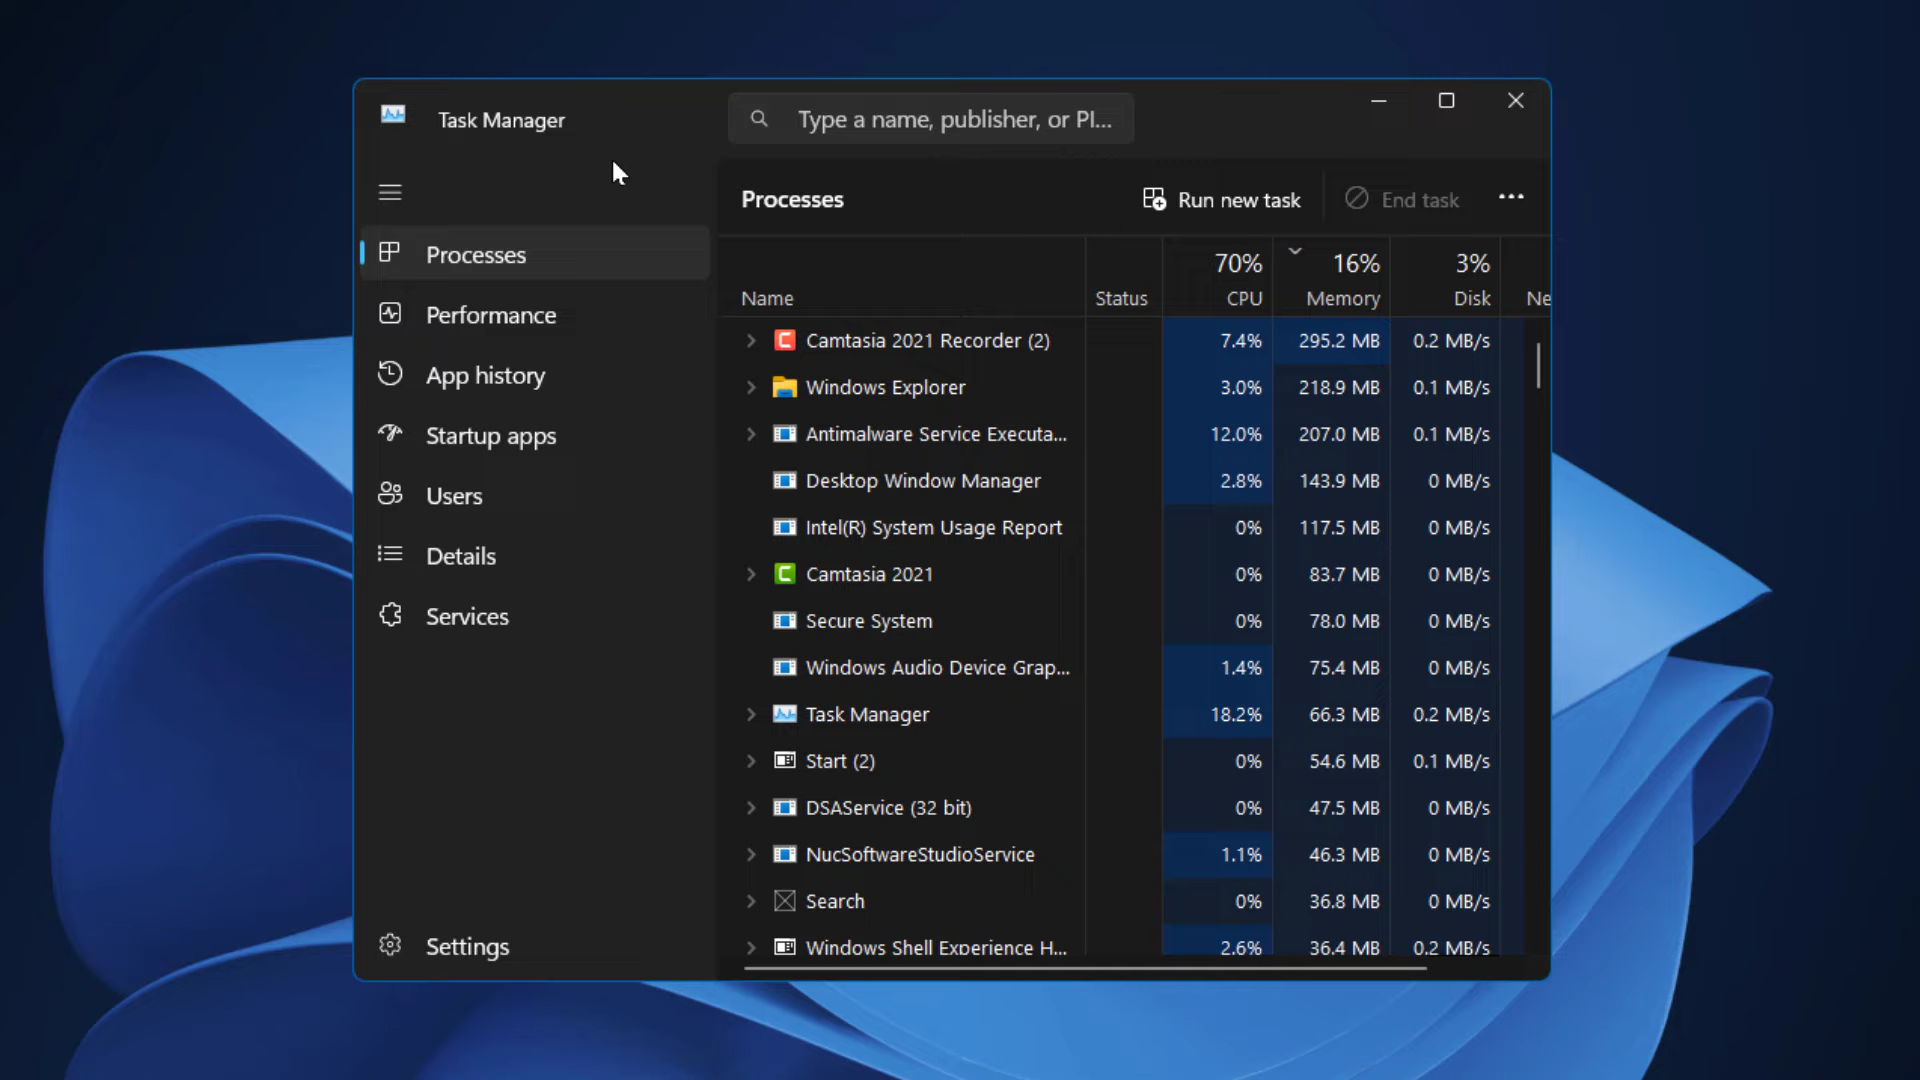 Task Manager
Type a name, publisher, or PI...
Processes
Performance
App history
Startup apps
Users
Details
Services
Settings
Processes
Run new task
End task
70% 16% 3%
Name Status CPU Memory Disk Ne
Camtasia 2021 Recorder (2) 7.4% 295.2 MB 0.2 MB/s
Windows Explorer 3.0% 218.9 MB 0.1 MB/s
Antimalware Service Executa... 12.0% 207.0 MB 0.1 MB/s
Desktop Window Manager 2.8% 143.9 MB 0 MB/s
Intel(R) System Usage Report 0% 117.5 MB 0 MB/s
Camtasia 2021 0% 83.7 MB 0 MB/s
Secure System 0% 78.0 MB 0 MB/s
Windows Audio Device Grap... 1.4% 75.4 MB 0 MB/s
Task Manager 18.2% 66.3 MB 0.2 MB/s
Start (2) 0% 54.6 MB 0.1 MB/s
DSAService (32 bit) 0% 47.5 MB 0 MB/s
NucSoftwareStudioService 1.1% 46.3 MB 0 MB/s
Search 0% 36.8 MB 0 MB/s
Windows Shell Experience H... 2.6% 36.4 MB 0.2 MB/s